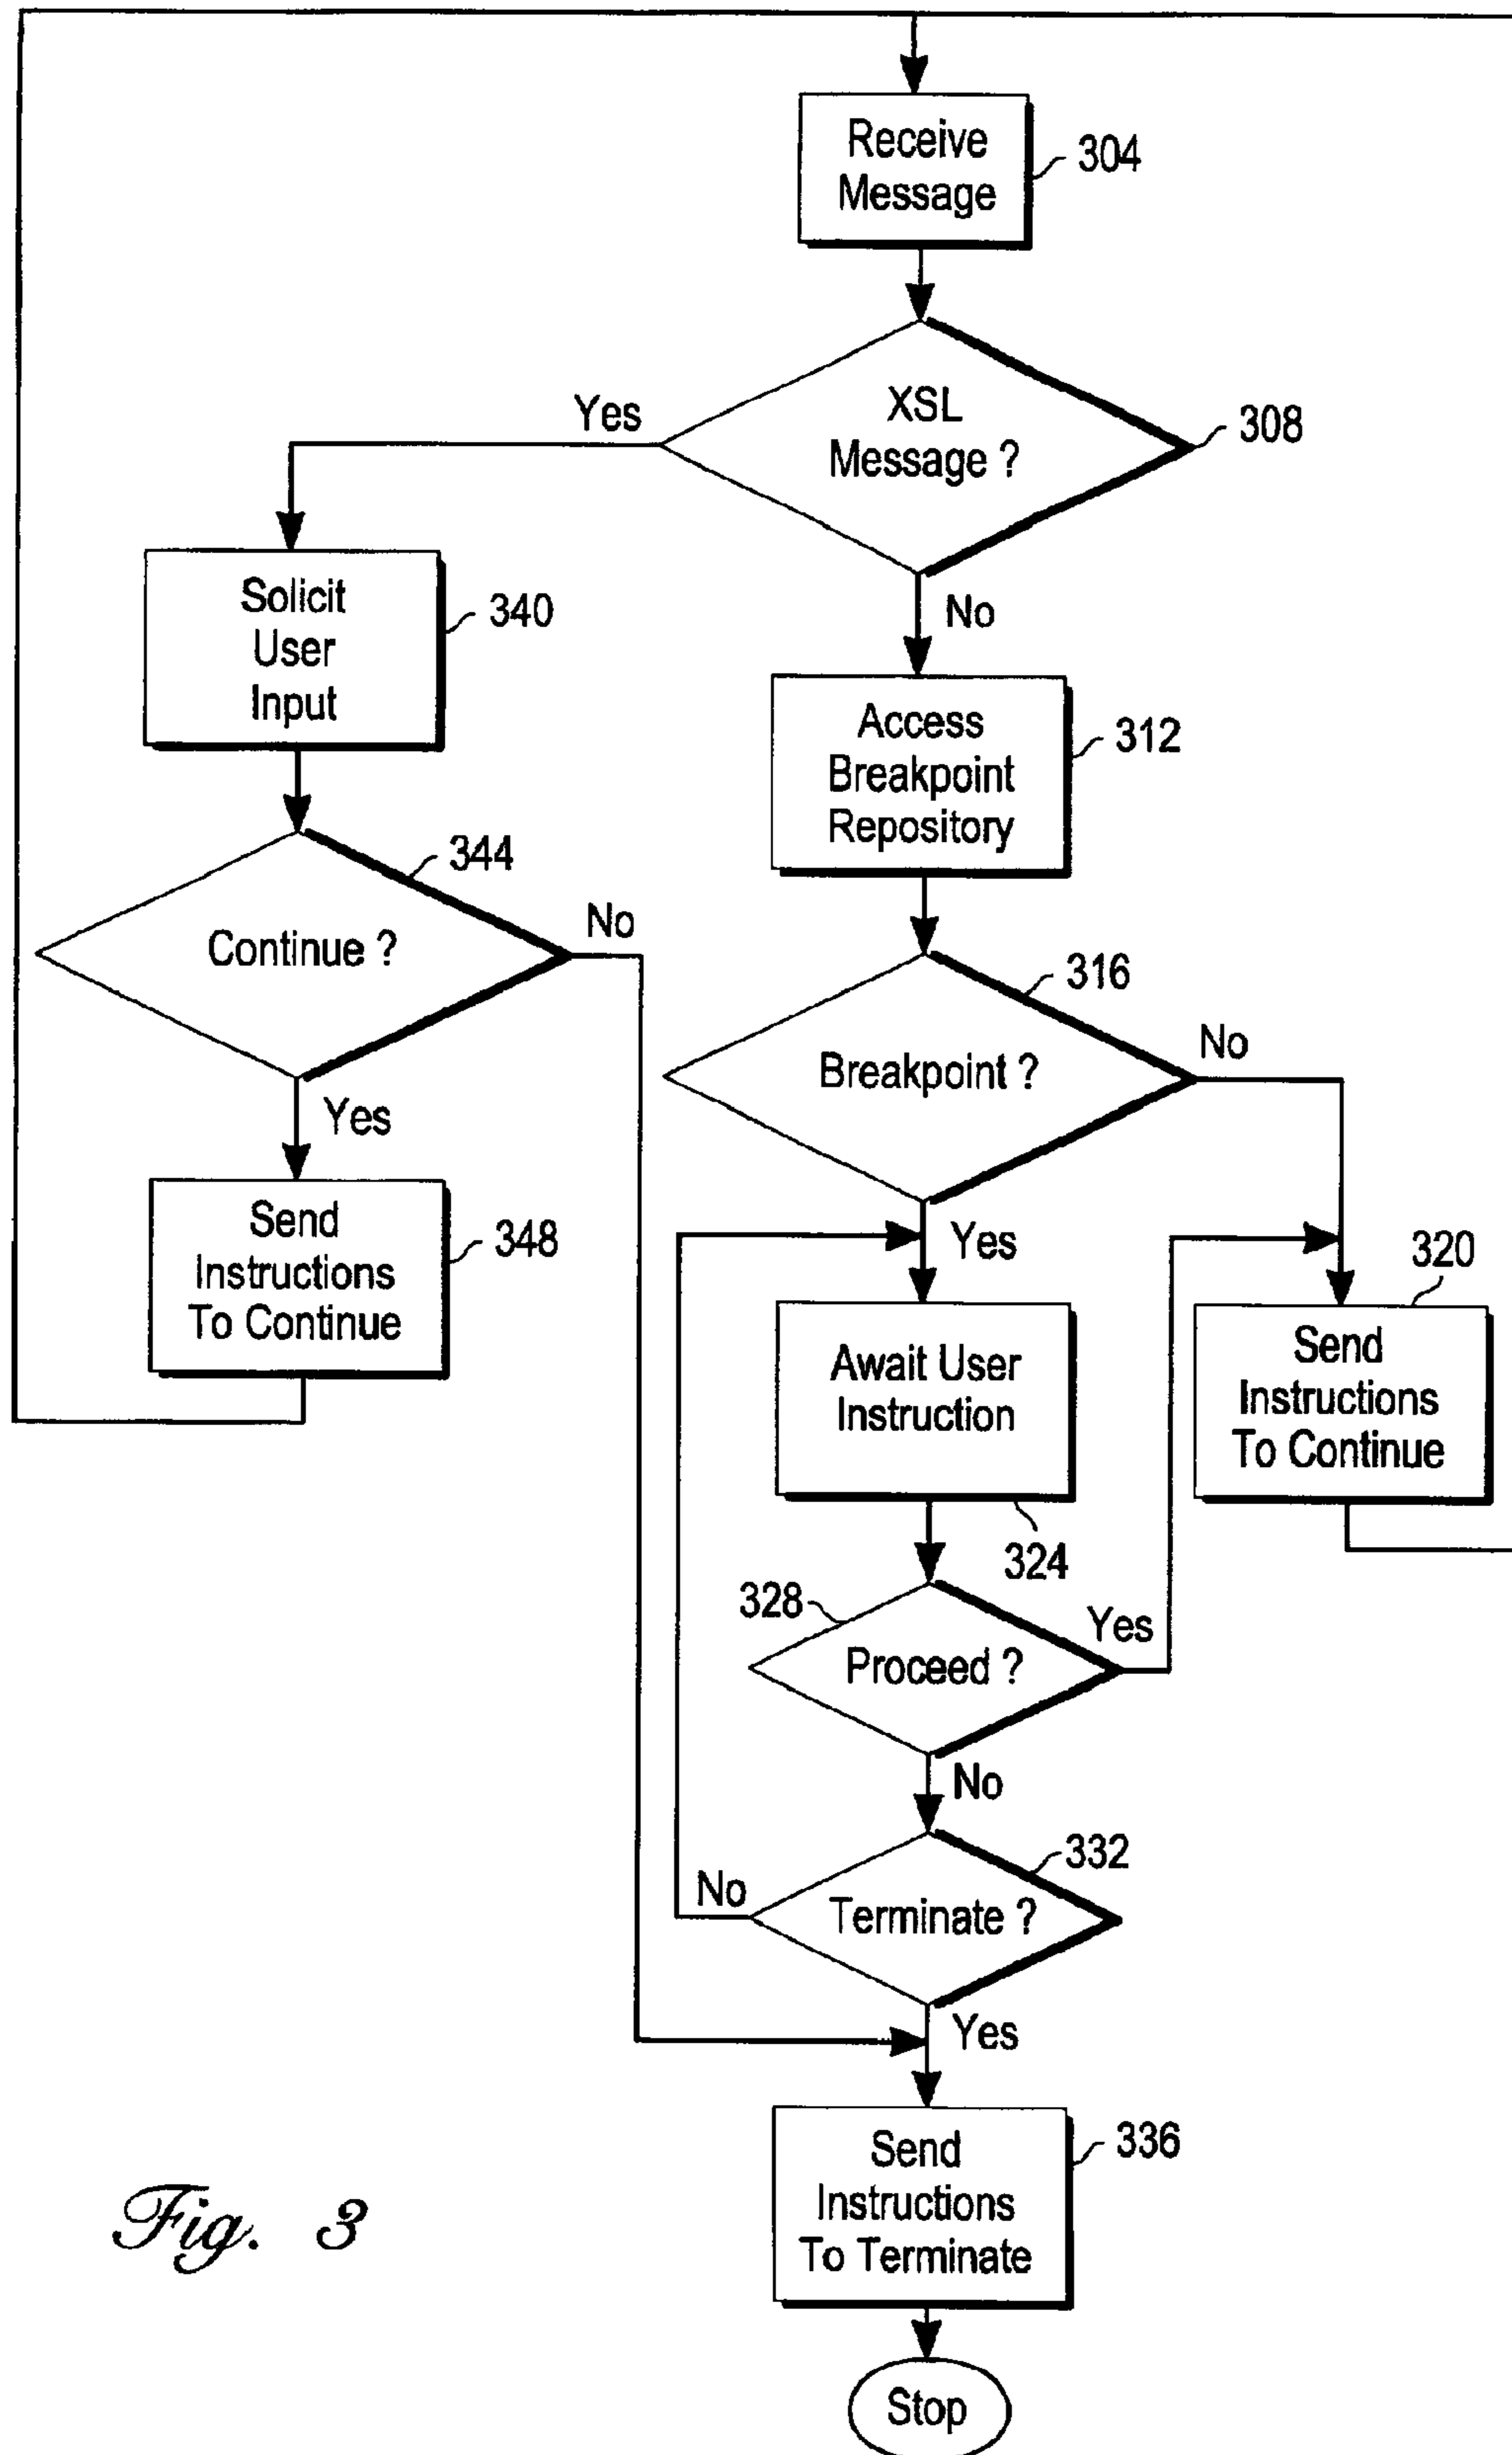 Receive
Message
304
XSL
Message ?
308
Yes
No
Solicit
User
Input
340
Access
Breakpoint
Repository
312
Continue ?
344
No
Yes
Breakpoint ?
316
No
Yes
Send
Instructions
To Continue
348
Await User
Instruction
324
Send
Instructions
To Continue
320
328
Proceed ?
Yes
No
332
Terminate ?
No
Yes
Send
Instructions
To Terminate
336
Stop
Fig. 3